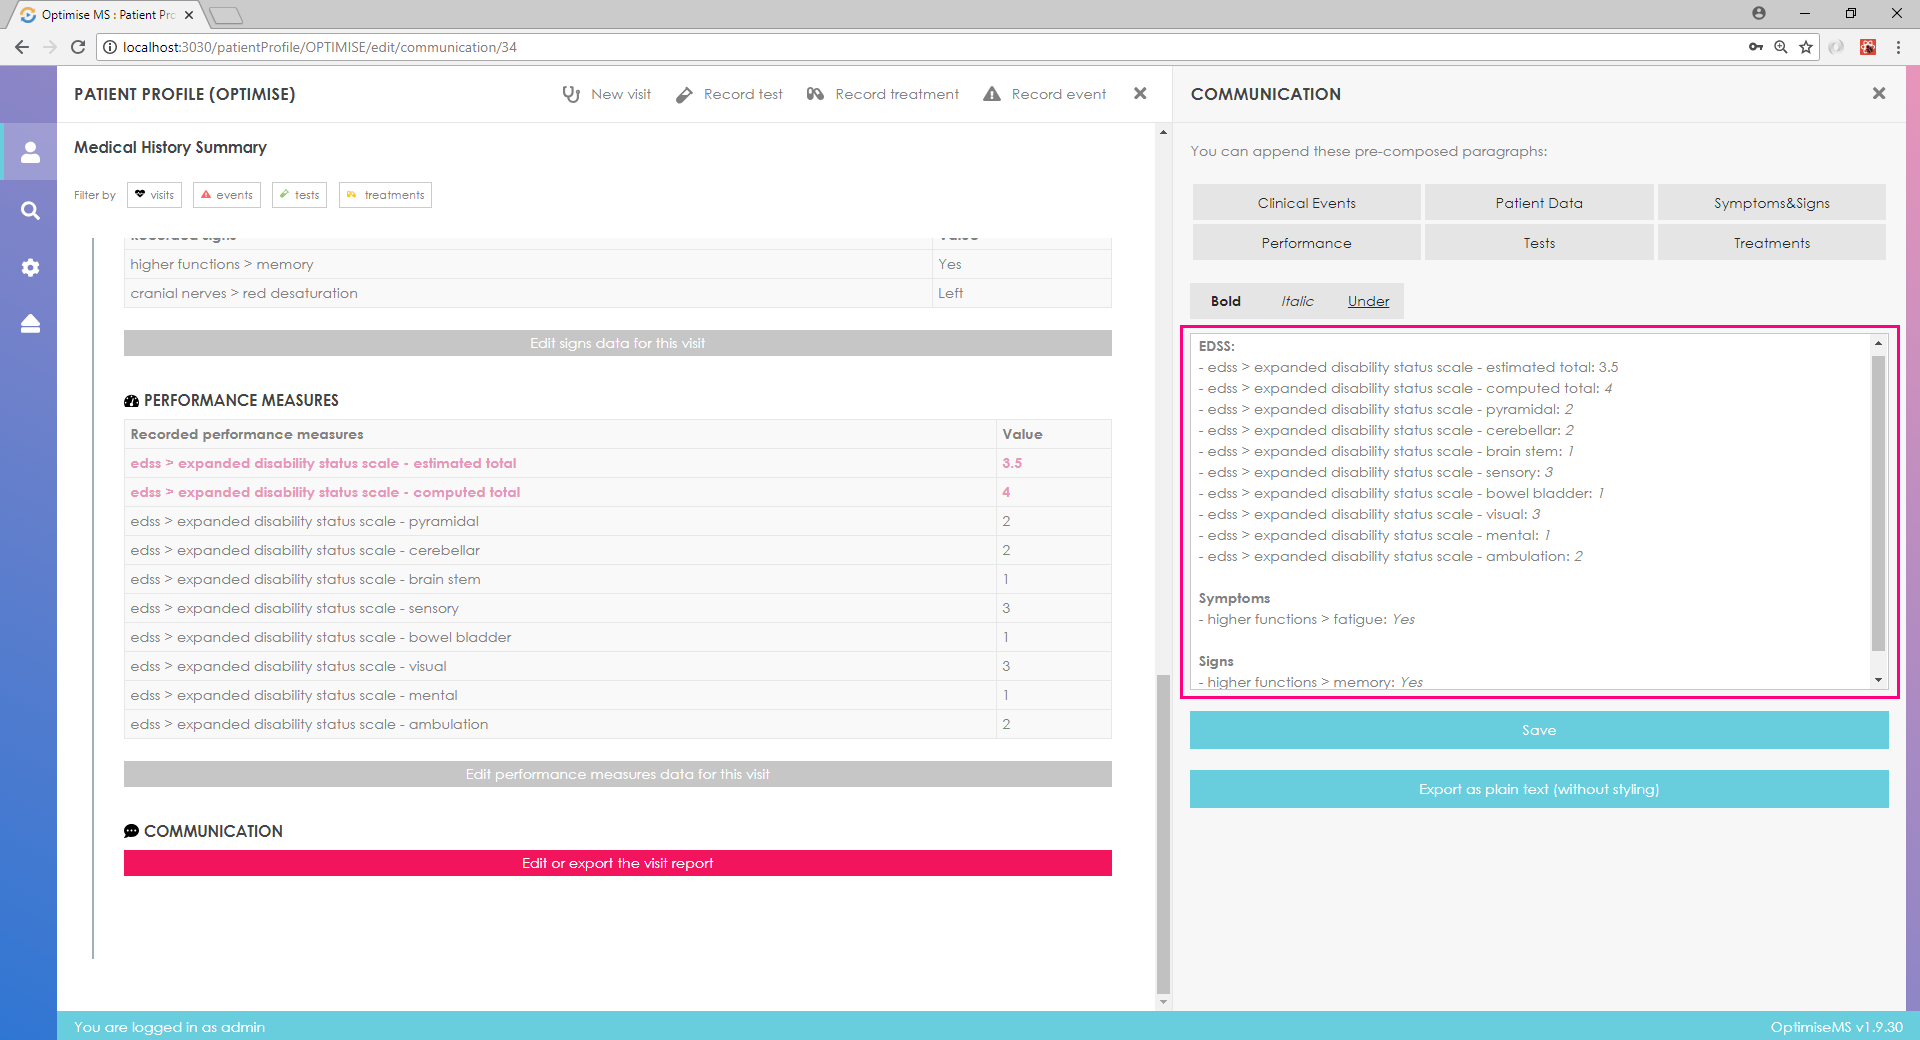 Optimise MS : Patient Pro
localhost:3030/patientProfile/OPTIMISE/edit/communication/34
PATIENT PROFILE (OPTIMISE)
New visit
Record test
Record treatment
Record event
Medical History Summary
Filter by
visits
events
tests
treatments
Recorded signs Value
higher functions > memory Yes
cranial nerves > red desaturation Left
Edit signs data for this visit
PERFORMANCE MEASURES
Recorded performance measures Value
edss > expanded disability status scale - estimated total 3.5
edss > expanded disability status scale - computed total 4
edss > expanded disability status scale - pyramidal 2
edss > expanded disability status scale - cerebellar 2
edss > expanded disability status scale - brain stem 1
edss > expanded disability status scale - sensory 3
edss > expanded disability status scale - bowel bladder 1
edss > expanded disability status scale - visual 3
edss > expanded disability status scale - mental 1
edss > expanded disability status scale - ambulation 2
Edit performance measures data for this visit
COMMUNICATION
Edit or export the visit report
COMMUNICATION
You can append these pre-composed paragraphs:
Clinical Events
Patient Data
Symptoms&Signs
Performance
Tests
Treatments
Bold
Italic
Under
EDSS:
- edss > expanded disability status scale - estimated total: 3.5
- edss > expanded disability status scale - computed total: 4
- edss > expanded disability status scale - pyramidal: 2
- edss > expanded disability status scale - cerebellar: 2
- edss > expanded disability status scale - brain stem: 1
- edss > expanded disability status scale - sensory: 3
- edss > expanded disability status scale - bowel bladder: 1
- edss > expanded disability status scale - visual: 3
- edss > expanded disability status scale - mental: 1
- edss > expanded disability status scale - ambulation: 2
Symptoms
- higher functions > fatigue: Yes
Signs
- higher functions > memory: Yes
Save
Export as plain text (without styling)
You are logged in as admin
OptimiseMS v1.9.30